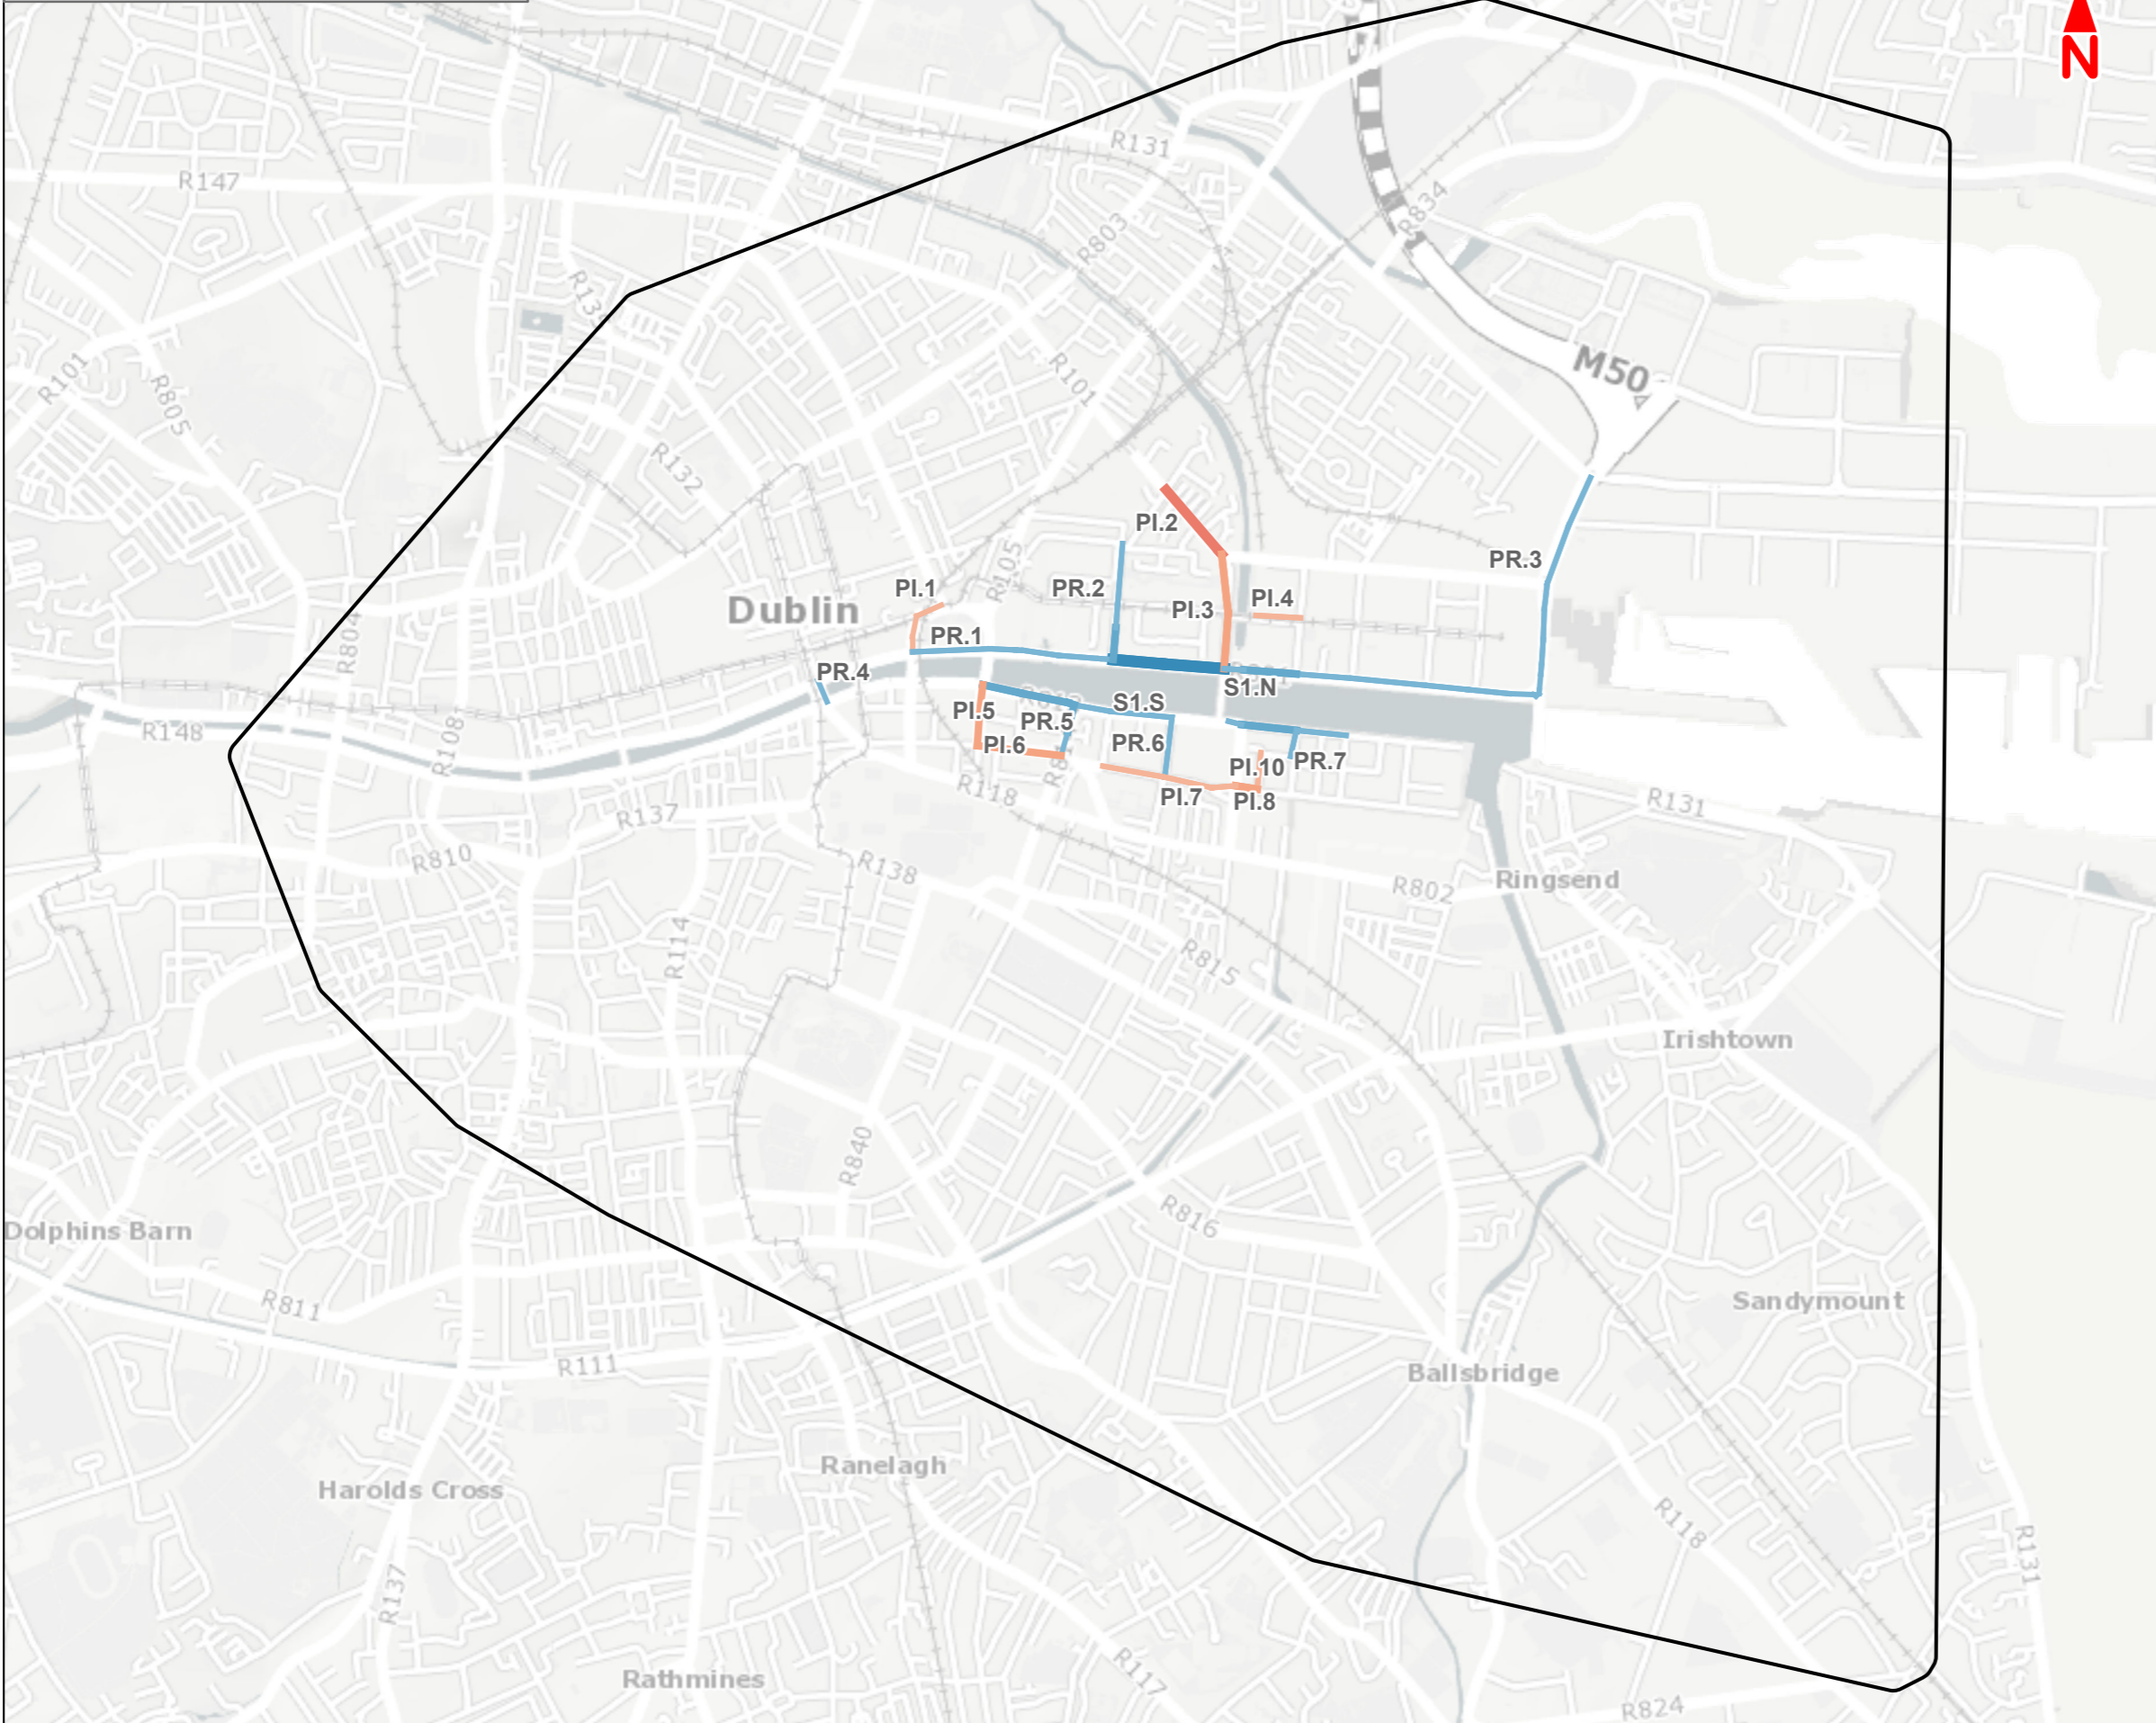 N
R131
R147
R834
R803
R101
M50
R101
R805
R132
PI.2
R105
PR.3
PI.1
PR.2
PI.4
Dublin
PI.3
PR.1
R804
PR.4
S1.N
S1.S
PI.5
PR.5
R148
R108
PI.6
PR.6
PI.10
PR.7
R118
PI.7
PI.8
R131
R137
R810
R138
R802
Ringsend
R114
R815
Irishtown
R840
R816
Dolphins Barn
R811
Sandymount
R111
Ballsbridge
Ranelagh
Harolds Cross
R118
R131
R137
R117
Rathmines
R824